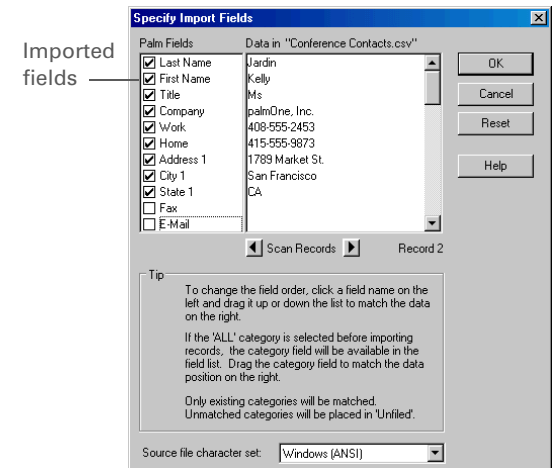 Specify Import Fields
Imported
fields
Palm Fields Data in "Conference Contacts.csv"
Last Name Jardin
First Name Kelly
Title Ms
Company palmOne, Inc.
Work 408-555-2453
Home 415-555-9873
Address 1 1789 Market St.
City 1 San Francisco
State 1 CA
Fax
E-Mail
OK
Cancel
Reset
Help
Scan Records Record 2
Tip
To change the field order, click a field name on the
left and drag it up or down the list to match the data
on the right.
If the 'ALL' category is selected before importing
records, the category field will be available in the
field list. Drag the category field to match the data
position on the right.
Only existing categories will be matched.
Unmatched categories will be placed in 'Unfiled'.
Source file character set: Windows (ANSI)